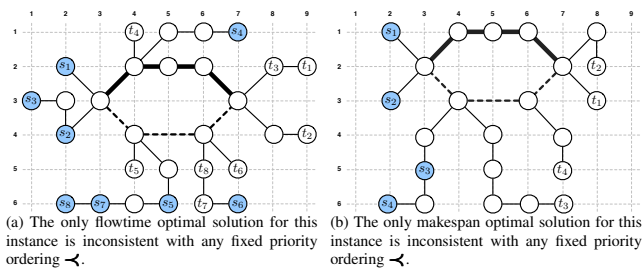 1 2 3 4 5 6 7 8 9
1 2 3 4 5 6 7 8 9
1 t4 s4 1 s1
2 s1 t3 t1 2 t2
3 s3 3 s2 t1
4 s2 t2 4
5 t5 t8 t6 5 s3 t4
6 s8 s7 s5 t7 s6 6 s4 t3
(a) The only flowtime optimal solution for this
instance is inconsistent with any fixed priority
ordering ≺.
(b) The only makespan optimal solution for this
instance is inconsistent with any fixed priority
ordering ≺.